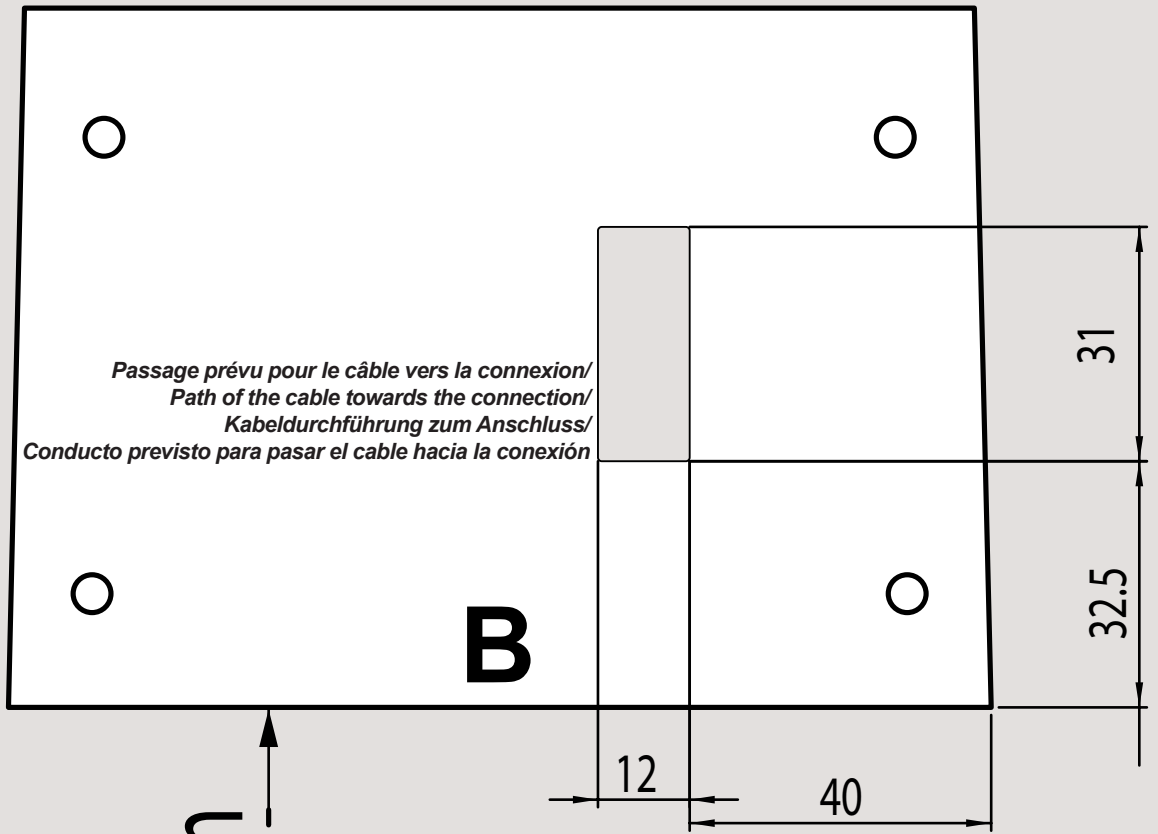 31
Passage prévu pour le câble vers la connexion/
Path of the cable towards the connection/
Kabeldurchführung zum Anschluss/
Conducto previsto para pasar el cable hacia la conexión
32.5
B
12
40